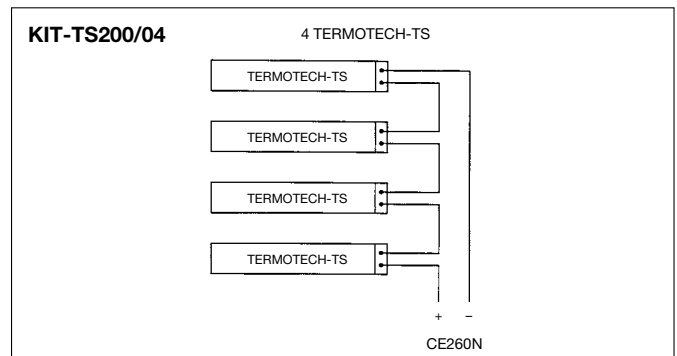 KIT-TS200/04
4 TERMOTECH-TS
TERMOTECH-TS
TERMOTECH-TS
TERMOTECH-TS
TERMOTECH-TS
+ −
CE260N